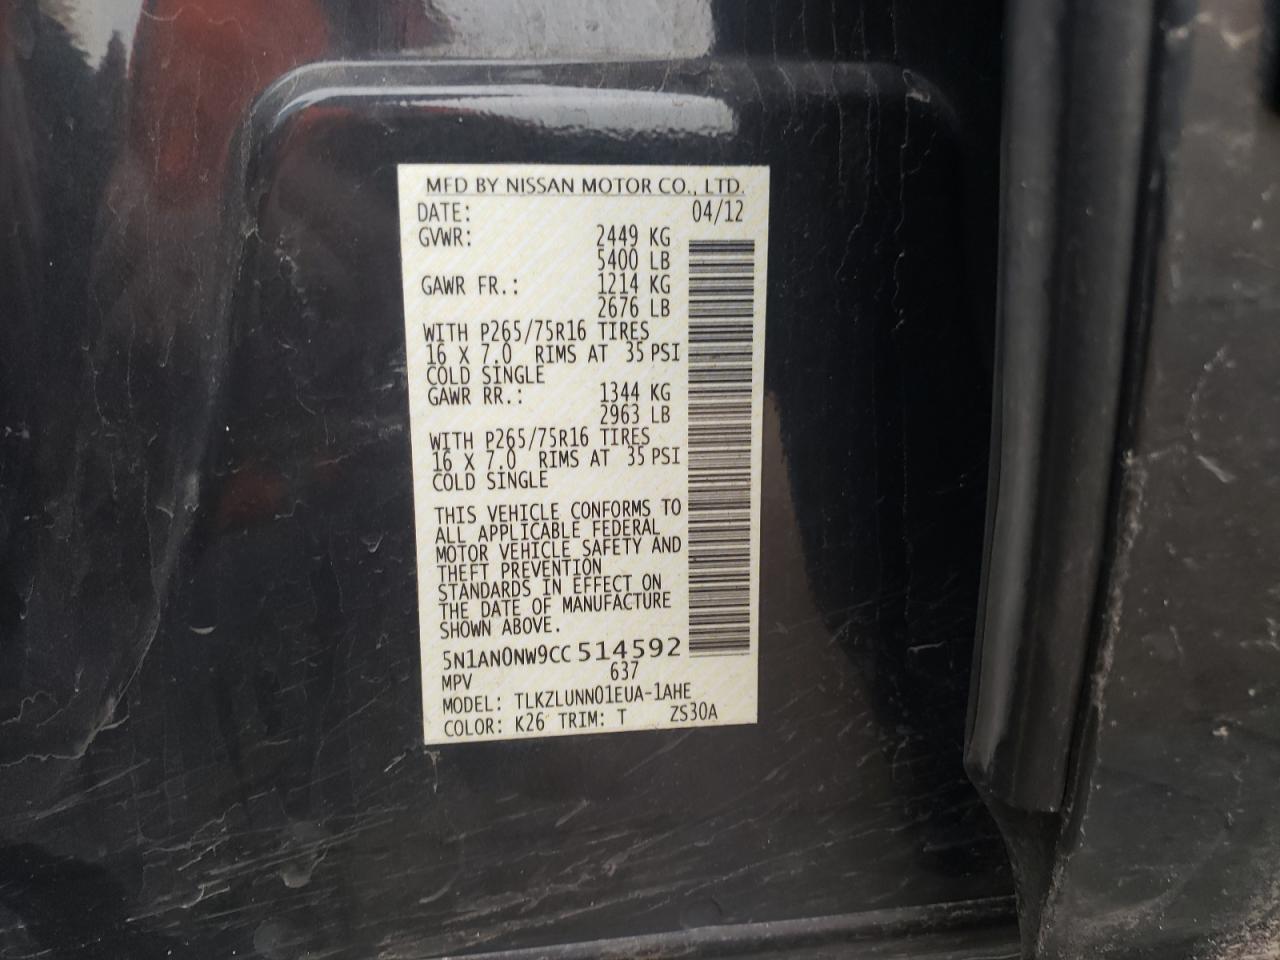 MFD BY NISSAN MOTOR CO., LTD.
DATE: 04/12
GVWR: 2449 KG
5400 LB
GAWR FR.: 1214 KG
2676 LB
WITH P265/75R16 TIRES
16 X 7.0 RIMS AT 35 PSI
COLD SINGLE
GAWR RR.: 1344 KG
2963 LB
WITH P265/75R16 TIRES
16 X 7.0 RIMS AT 35 PSI
COLD SINGLE
THIS VEHICLE CONFORMS TO
ALL APPLICABLE FEDERAL
MOTOR VEHICLE SAFETY AND
THEFT PREVENTION
STANDARDS IN EFFECT ON
THE DATE OF MANUFACTURE
SHOWN ABOVE.
5N1AN0NW9CC 514592
MPV 637
MODEL: TLKZLUNN01EUA-1AHE
COLOR: K26 TRIM: T ZS30A